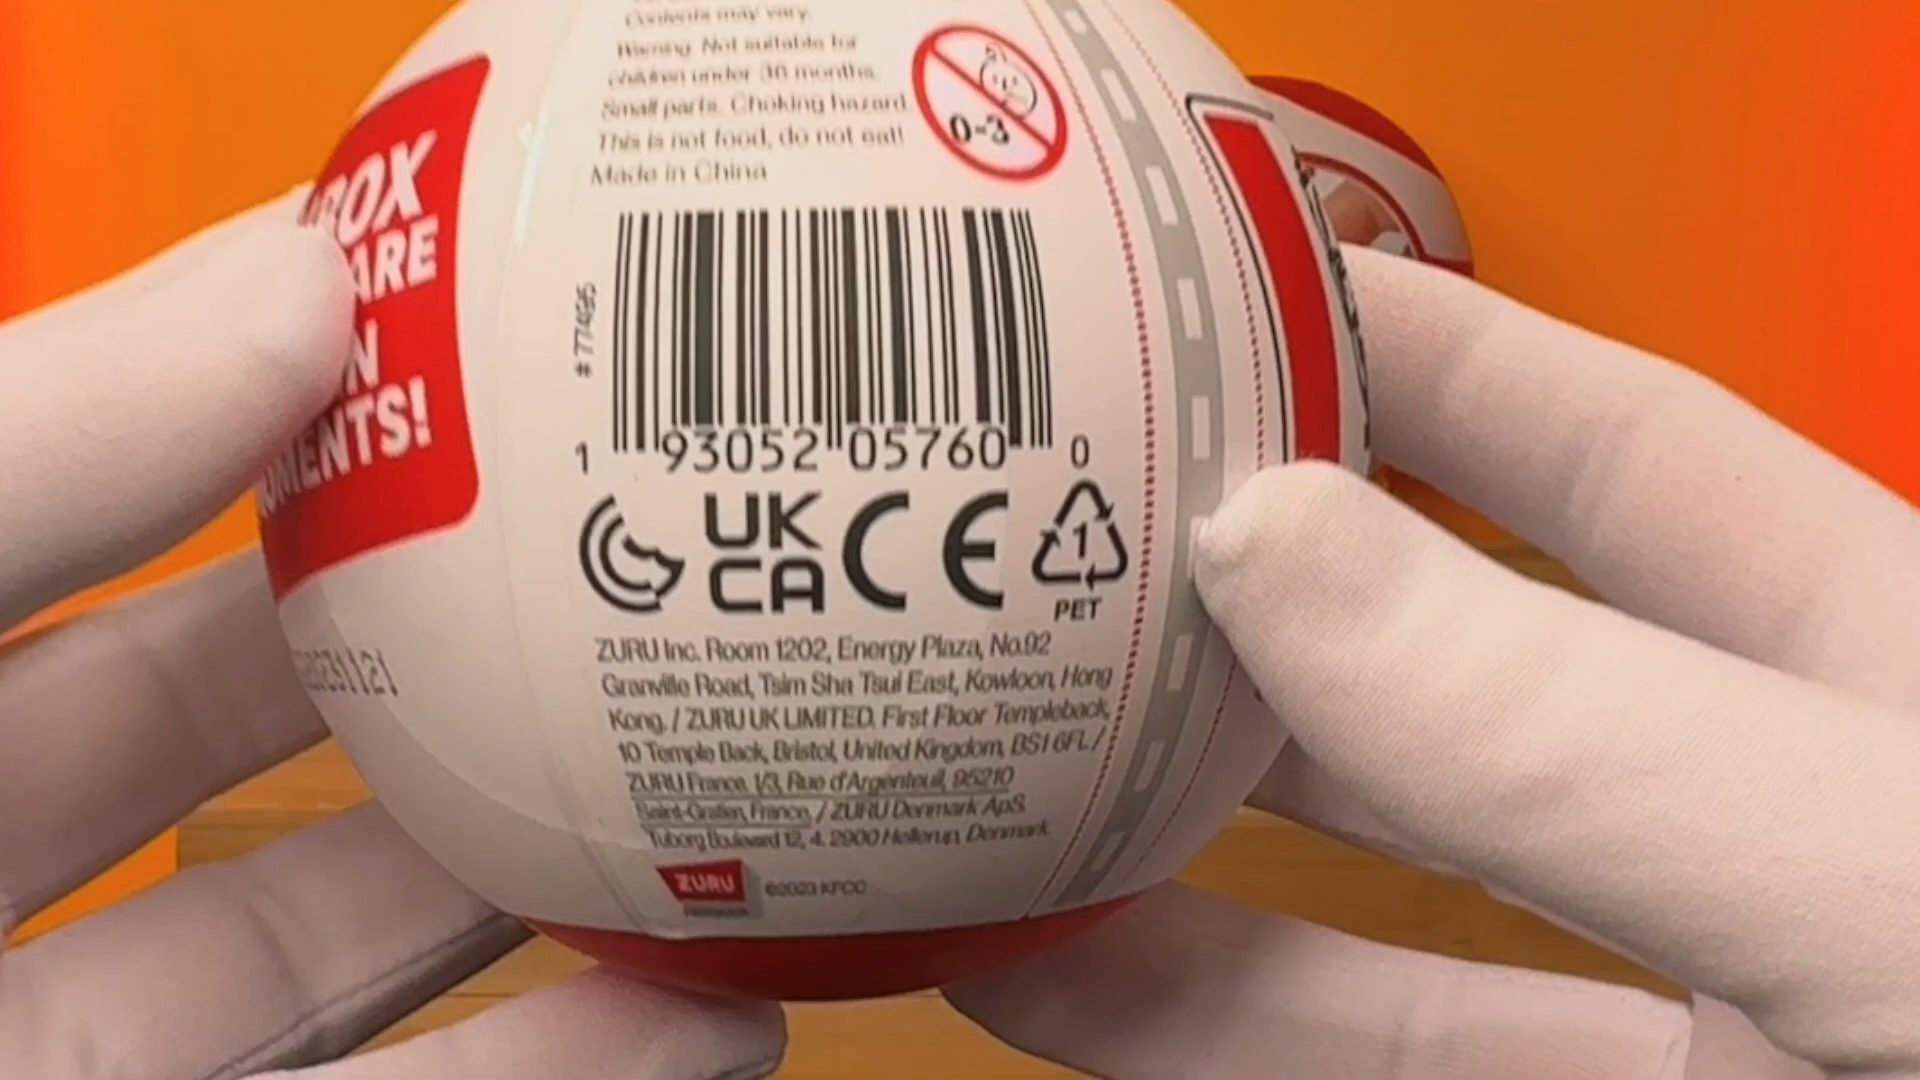 Contents may vary.
Warning. Not suitable for
children under 36 months.
Small parts. Choking hazard.
This is not food, do not eat!
Made in China
0-3
BOX
ARE
N
MENTS!
#77495
1 93052 05760 0
UK
CA
CE
1
PET
ZURU Inc. Room 1202, Energy Plaza, No.92
Granville Road, Tsim Sha Tsui East, Kowloon, Hong
Kong. / ZURU UK LIMITED. First Floor Templeback,
10 Temple Back, Bristol, United Kingdom, BS1 6FL /
ZURU France. 1/3, Rue d'Argenteuil, 95210
Saint-Gratien, France. / ZURU Denmark ApS.
Tuborg Boulevard 12, 4. 2900 Hellerup, Denmark
ZURU ©2023 KFCC